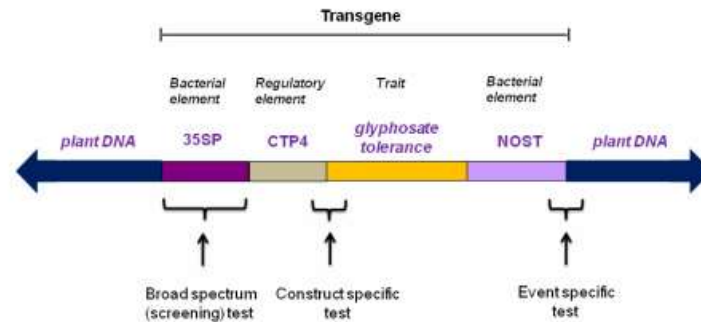 Transgene
Bacterial element
Regulatory element
Trait
Bacterial element
plant DNA
35SP
CTP4
glyphosate tolerance
NOST
plant DNA
Broad spectrum
(screening) test
Construct specific
test
Event specific
test